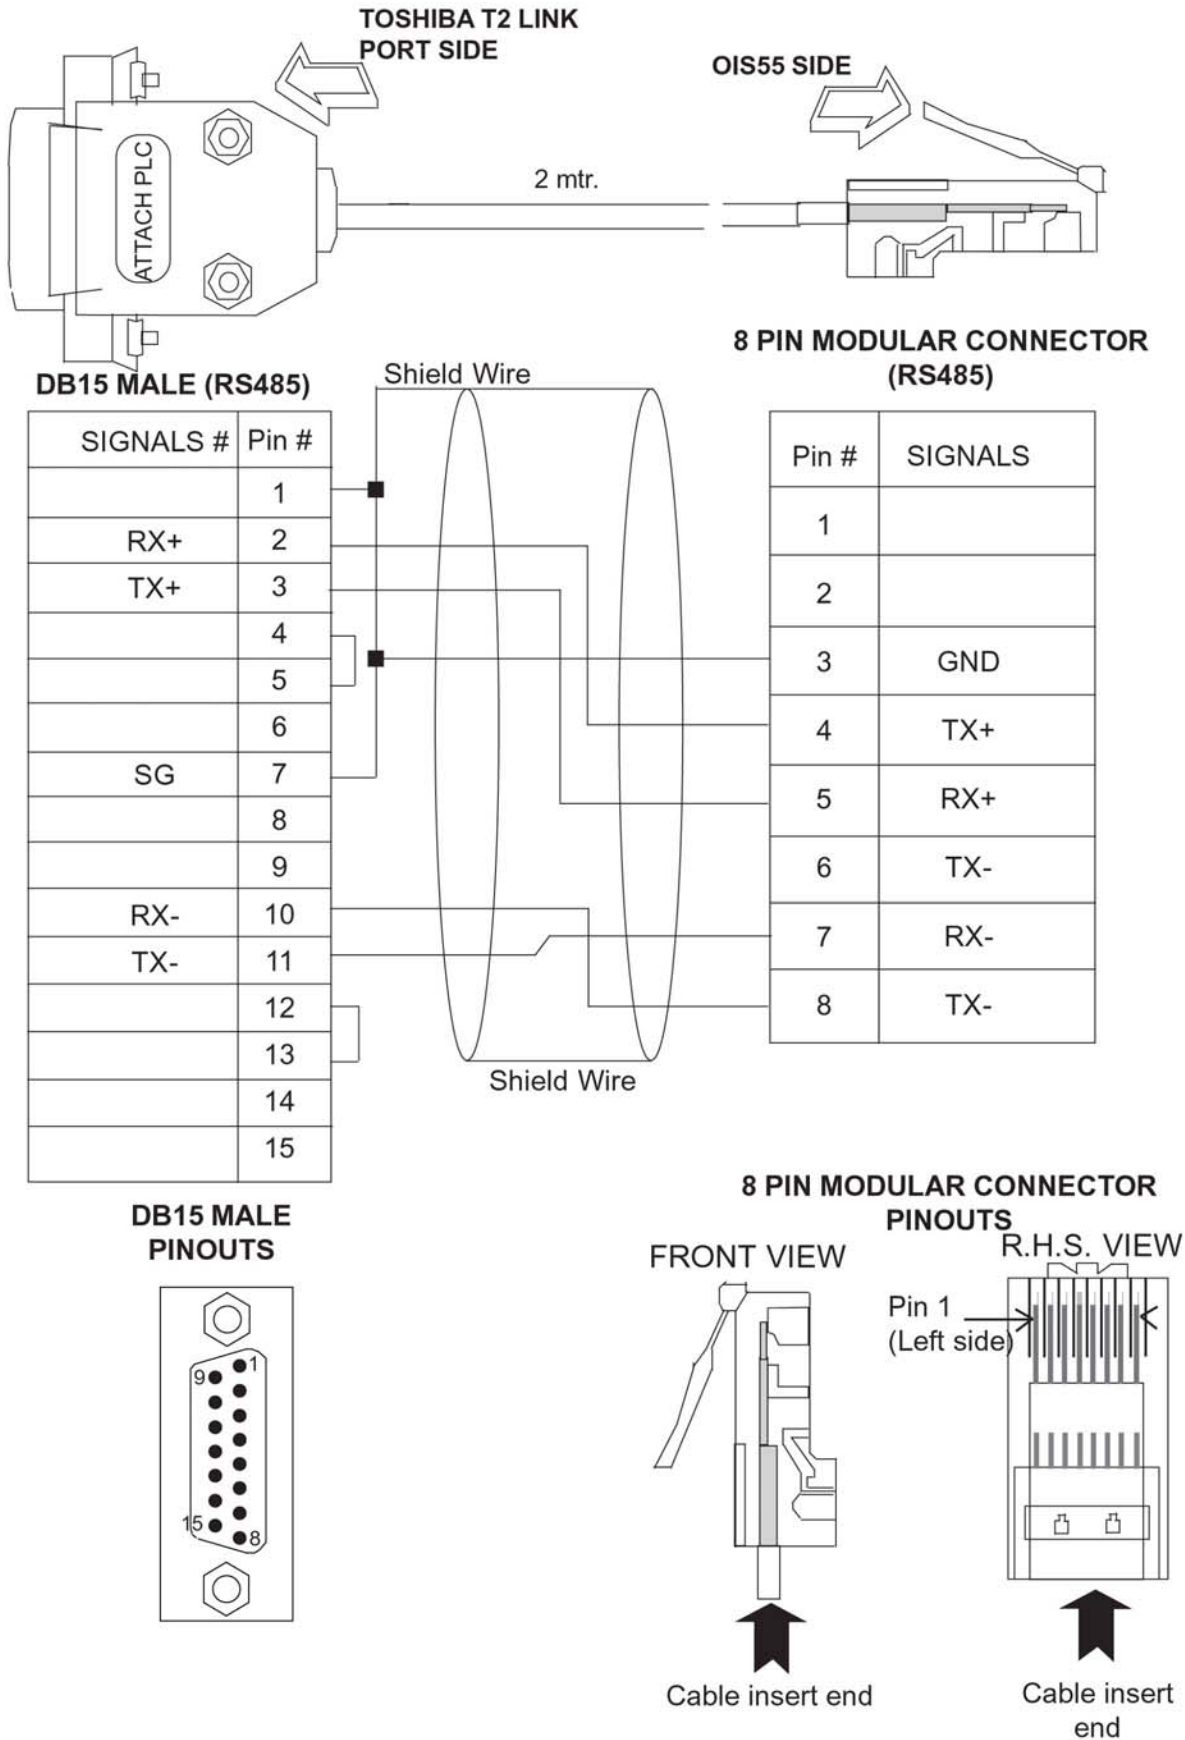 TOSHIBA T2 LINK
PORT SIDE
OIS55 SIDE
ATTACH PLC
2 mtr.
8 PIN MODULAR CONNECTOR
(RS485)
DB15 MALE (RS485)
Shield Wire
SIGNALS # Pin #
1
RX+ 2
TX+ 3
4
5
6
SG 7
8
9
RX- 10
TX- 11
12
13
14
15
Pin # SIGNALS
1
2
3 GND
4 TX+
5 RX+
6 TX-
7 RX-
8 TX-
Shield Wire
DB15 MALE
PINOUTS
9 1
15 8
8 PIN MODULAR CONNECTOR
PINOUTS
FRONT VIEW
R.H.S. VIEW
Pin 1
(Left side)
Cable insert end
Cable insert
end